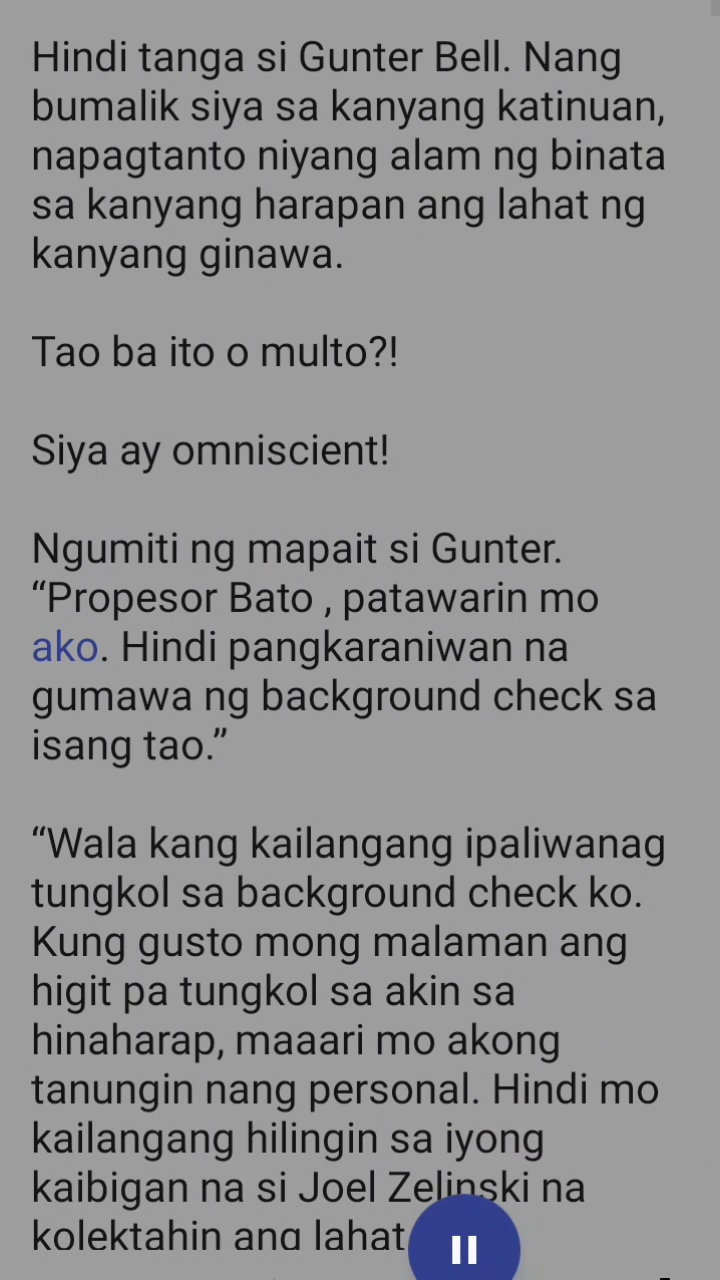 Hindi tanga si Gunter Bell. Nang
bumalik siya sa kanyang katinuan,
napagtanto niyang alam ng binata
sa kanyang harapan ang lahat ng
kanyang ginawa.
Tao ba ito o multo?!
Siya ay omniscient!
Ngumiti ng mapait si Gunter.
“Propesor Bato , patawarin mo
ako. Hindi pangkaraniwan na
gumawa ng background check sa
isang tao.”
“Wala kang kailangang ipaliwanag
tungkol sa background check ko.
Kung gusto mong malaman ang
higit pa tungkol sa akin sa
hinaharap, maaari mo akong
tanungin nang personal. Hindi mo
kailangang hilingin sa iyong
kaibigan na si Joel Zelinski na
kolektahin ang lahat